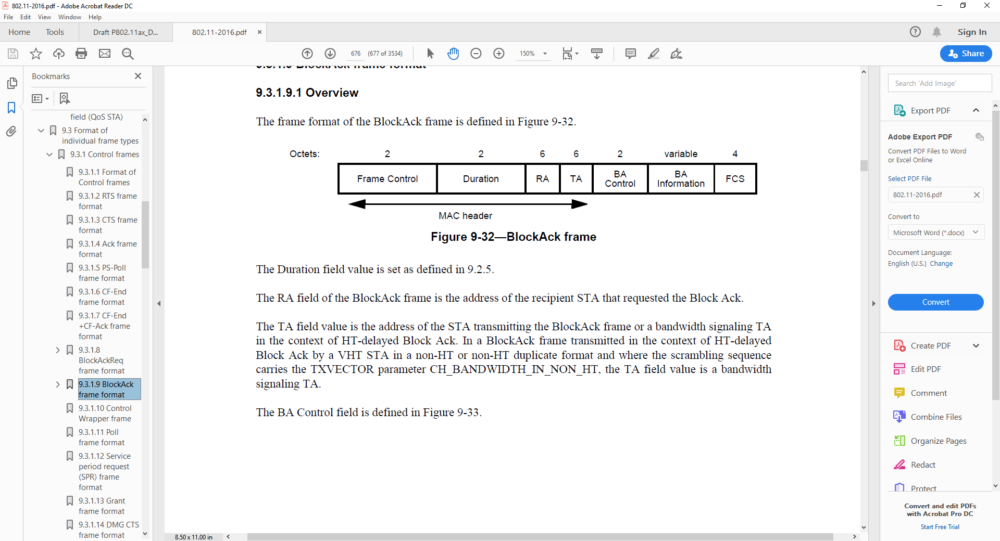 802.11-2016.pdf - Adobe Acrobat Reader DC
File Edit View Window Help
Home Tools Draft P802.11ax_D... 802.11-2016.pdf × Sign In
676 (677 of 3534) 150% Share
Bookmarks
field (QoS STA)
9.3 Format of
individual frame types
9.3.1 Control frames
9.3.1.1 Format of
Control frames
9.3.1.2 RTS frame
format
9.3.1.3 CTS frame
format
9.3.1.4 Ack frame
format
9.3.1.5 PS-Poll
frame format
9.3.1.6 CF-End
frame format
9.3.1.7 CF-End
+CF-Ack frame
format
9.3.1.8
BlockAckReq
frame format
9.3.1.9 BlockAck
frame format
9.3.1.10 Control
Wrapper frame
9.3.1.11 Poll
frame format
9.3.1.12 Service
period request
(SPR) frame
format
9.3.1.13 Grant
frame format
9.3.1.14 DMG CTS
frame format
9.3.1.9 BlockAck frame format
9.3.1.9.1 Overview
The frame format of the BlockAck frame is defined in Figure 9-32.
Octets: 2 2 6 6 2 variable 4
Frame Control Duration RA TA BA Control BA Information FCS
MAC header
Figure 9-32—BlockAck frame
The Duration field value is set as defined in 9.2.5.
The RA field of the BlockAck frame is the address of the recipient STA that requested the Block Ack.
The TA field value is the address of the STA transmitting the BlockAck frame or a bandwidth signaling TA
in the context of HT-delayed Block Ack. In a BlockAck frame transmitted in the context of HT-delayed
Block Ack by a VHT STA in a non-HT or non-HT duplicate format and where the scrambling sequence
carries the TXVECTOR parameter CH_BANDWIDTH_IN_NON_HT, the TA field value is a bandwidth
signaling TA.
The BA Control field is defined in Figure 9-33.
8.50 x 11.00 in
Search 'Add Image'
Export PDF
Adobe Export PDF
Convert PDF Files to Word
or Excel Online
Select PDF File
802.11-2016.pdf
Convert to
Microsoft Word (*.docx)
Document Language:
English (U.S.) Change
Convert
Create PDF
Edit PDF
Comment
Combine Files
Organize Pages
Redact
Protect
Convert and edit PDFs
with Acrobat Pro DC
Start Free Trial